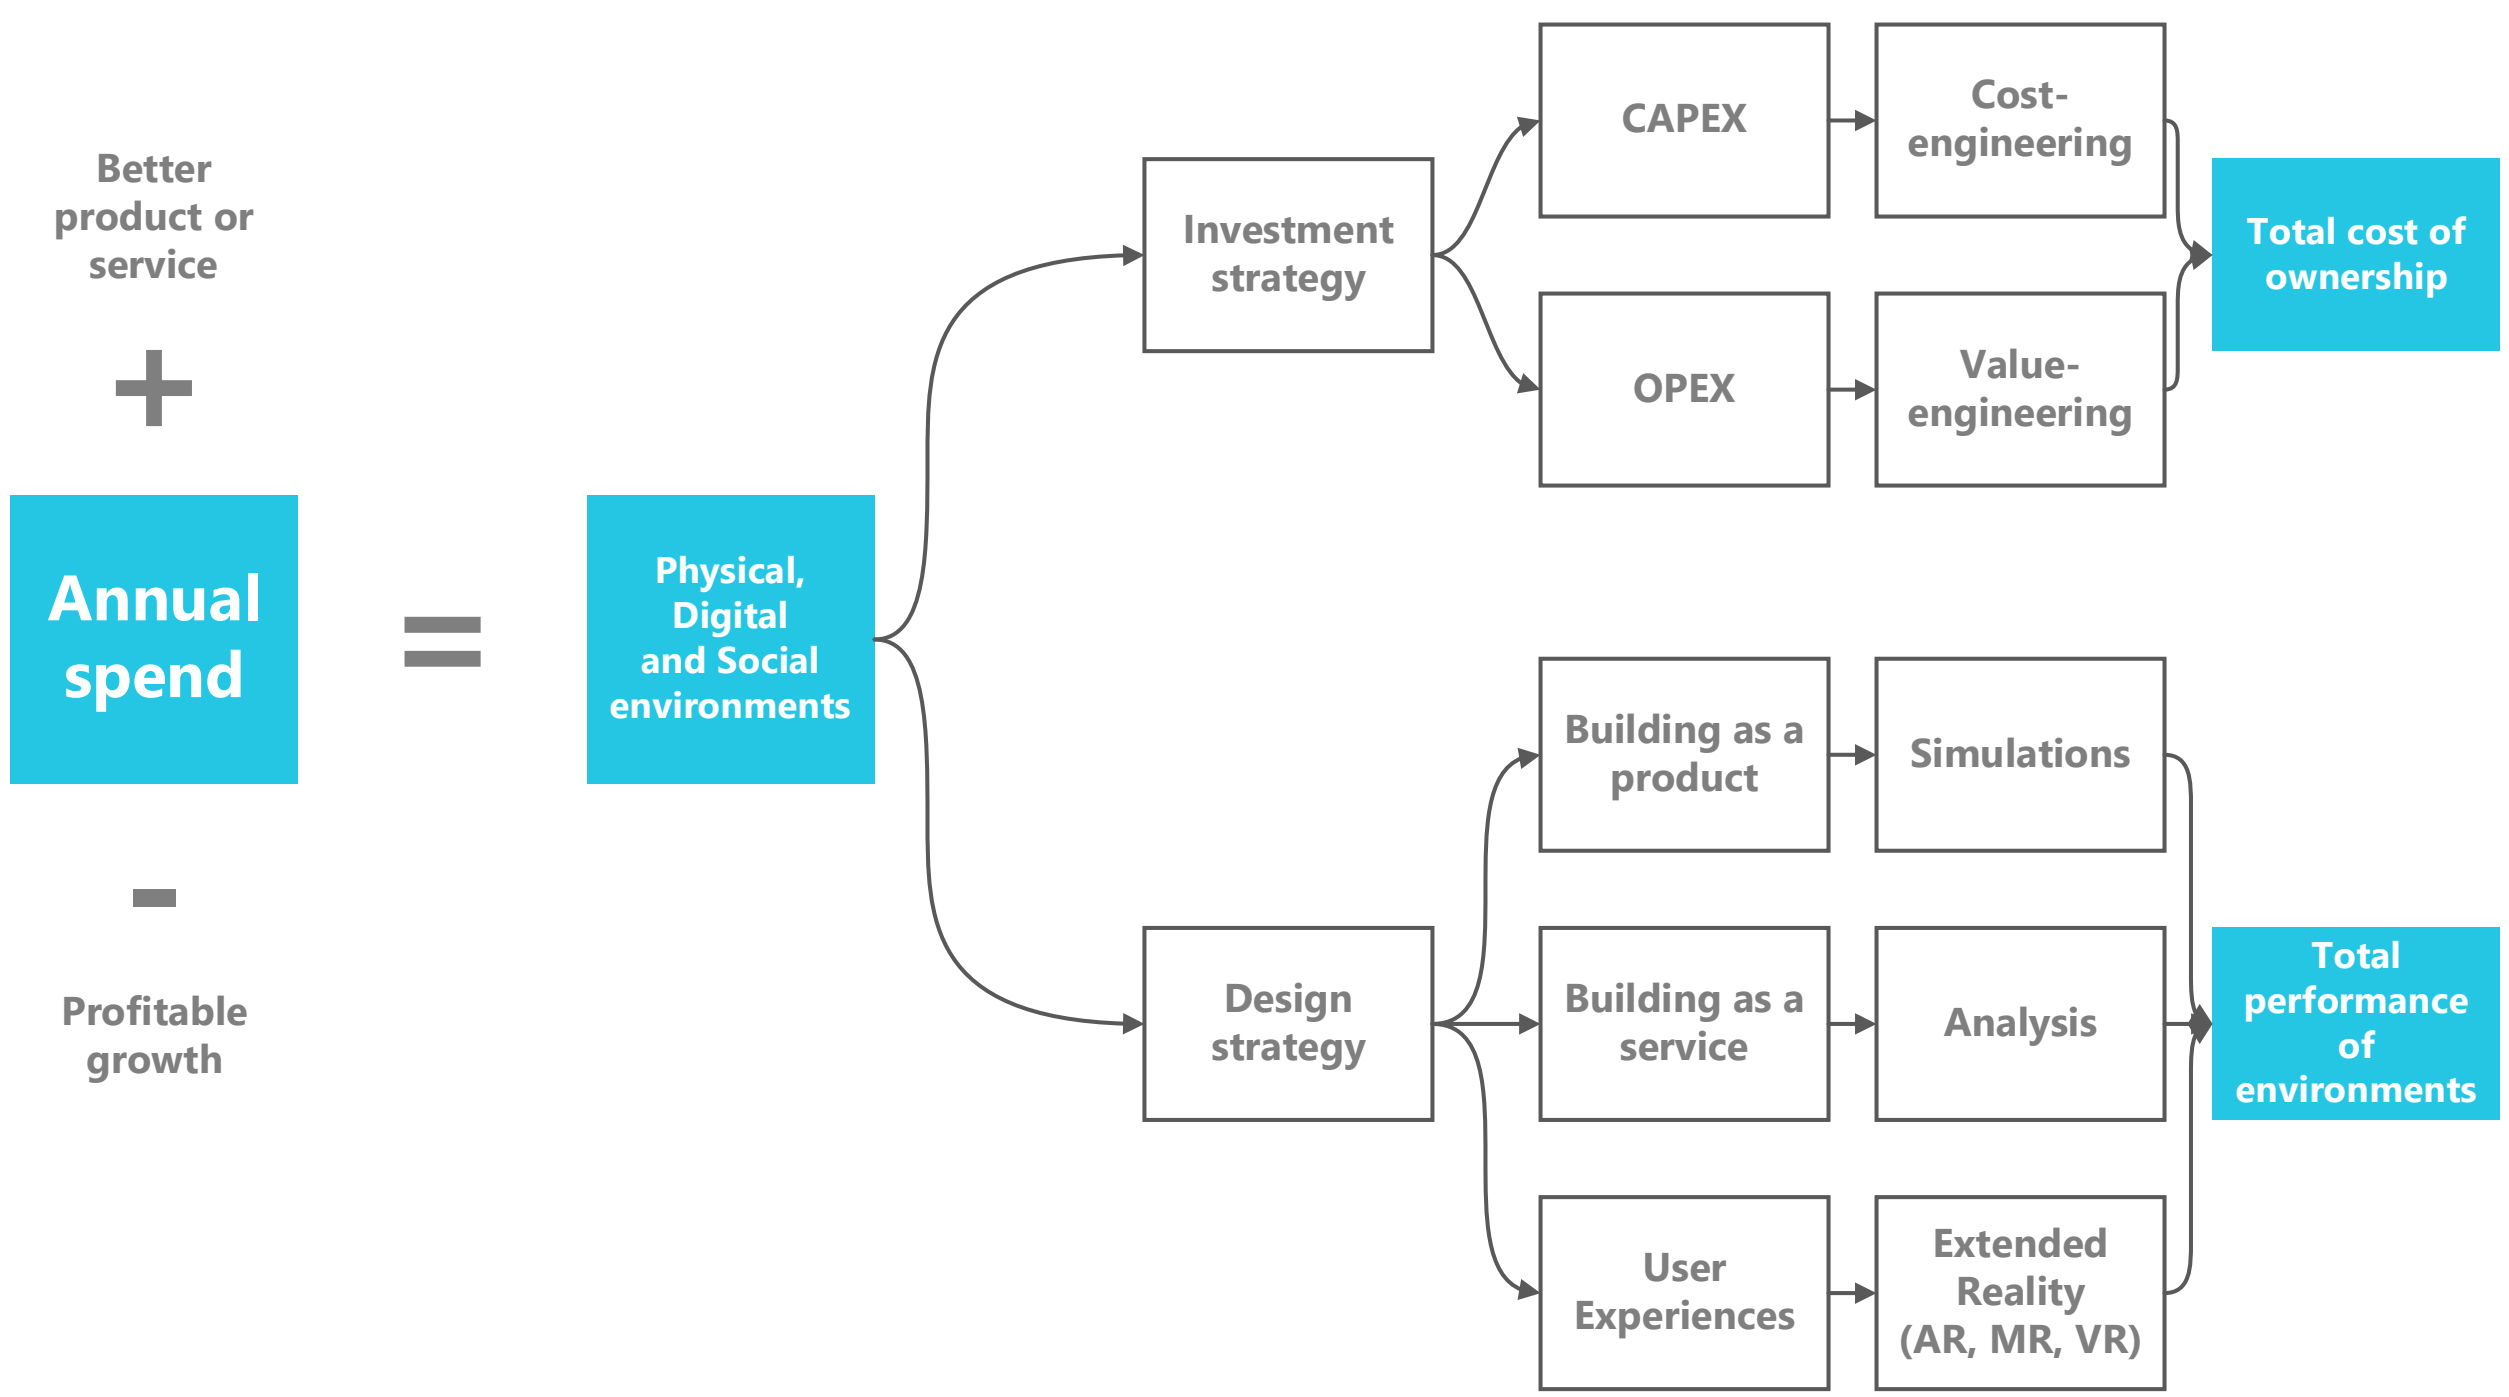 Better
product or
service
+
Annual
spend
-
Profitable
growth
=
Physical,
Digital
and Social
environments
Investment
strategy
CAPEX
Cost-
engineering
OPEX
Value-
engineering
Total cost of
ownership
Design
strategy
Building as a
product
Simulations
Building as a
service
Analysis
User
Experiences
Extended
Reality
(AR, MR, VR)
Total
performance
of
environments